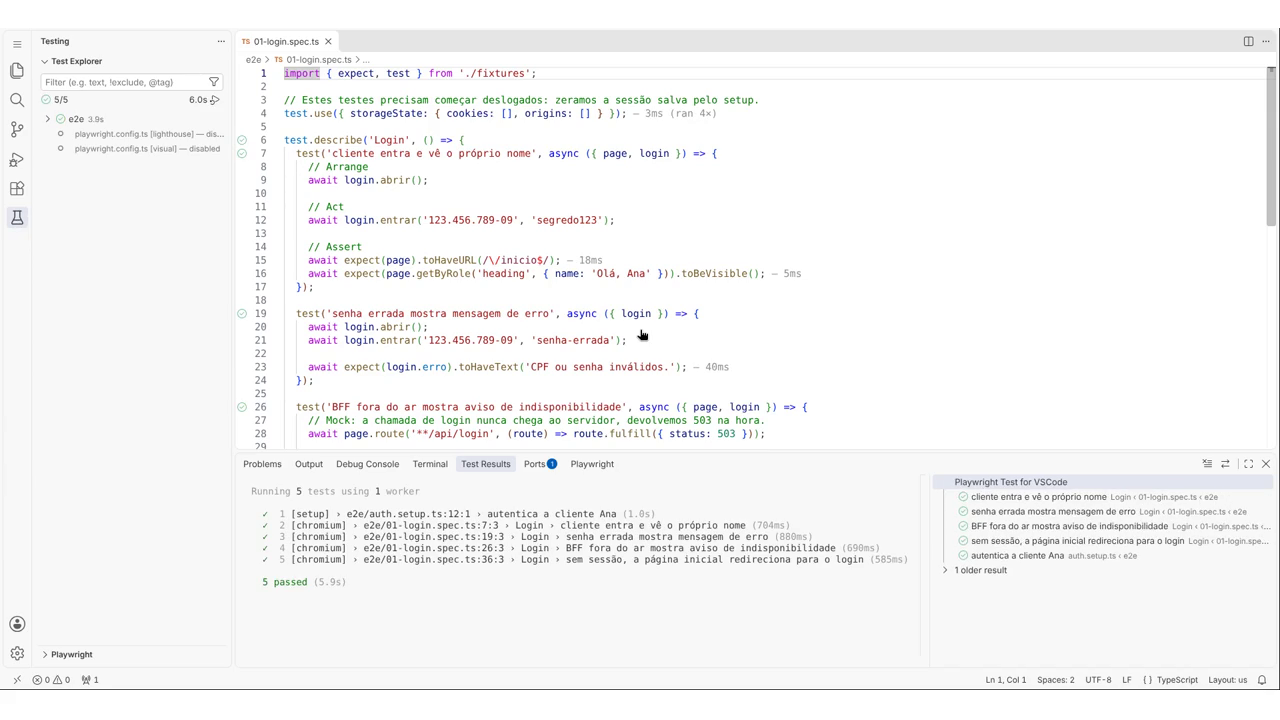 Testing
Test Explorer
Filter (e.g. text, !exclude, @tag)
5/5 6.0s
e2e 3.9s
playwright.config.ts [lighthouse] — dis...
playwright.config.ts [visual] — disabled
Playwright
TS 01-login.spec.ts
e2e > TS 01-login.spec.ts > ...
1 import { expect, test } from './fixtures';
2
3 // Estes testes precisam começar deslogados: zeramos a sessão salva pelo setup.
4 test.use({ storageState: { cookies: [], origins: [] } }); — 3ms (ran 4×)
5
6 test.describe('Login', () => {
7 test('cliente entra e vê o próprio nome', async ({ page, login }) => {
8 // Arrange
9 await login.abrir();
10
11 // Act
12 await login.entrar('123.456.789-09', 'segredo123');
13
14 // Assert
15 await expect(page).toHaveURL(/\/inicio$/); — 18ms
16 await expect(page.getByRole('heading', { name: 'Olá, Ana' })).toBeVisible(); — 5ms
17 });
18
19 test('senha errada mostra mensagem de erro', async ({ login }) => {
20 await login.abrir();
21 await login.entrar('123.456.789-09', 'senha-errada');
22
23 await expect(login.erro).toHaveText('CPF ou senha inválidos.'); — 40ms
24 });
25
26 test('BFF fora do ar mostra aviso de indisponibilidade', async ({ page, login }) => {
27 // Mock: a chamada de login nunca chega ao servidor, devolvemos 503 na hora.
28 await page.route('**/api/login', (route) => route.fulfill({ status: 503 }));
29
Problems Output Debug Console Terminal Test Results Ports 1 Playwright
Running 5 tests using 1 worker
✓ 1 [setup] › e2e/auth.setup.ts:12:1 › autentica a cliente Ana (1.0s)
✓ 2 [chromium] › e2e/01-login.spec.ts:7:3 › Login › cliente entra e vê o próprio nome (704ms)
✓ 3 [chromium] › e2e/01-login.spec.ts:19:3 › Login › senha errada mostra mensagem de erro (880ms)
✓ 4 [chromium] › e2e/01-login.spec.ts:26:3 › Login › BFF fora do ar mostra aviso de indisponibilidade (690ms)
✓ 5 [chromium] › e2e/01-login.spec.ts:36:3 › Login › sem sessão, a página inicial redireciona para o login (585ms)
5 passed (5.9s)
Playwright Test for VSCode
cliente entra e vê o próprio nome Login ‹ 01-login.spec.ts ‹ e2e
senha errada mostra mensagem de erro Login ‹ 01-login.spec.ts ‹ e2e
BFF fora do ar mostra aviso de indisponibilidade Login ‹ 01-login.spec.ts ‹...
sem sessão, a página inicial redireciona para o login Login ‹ 01-login.spe...
autentica a cliente Ana auth.setup.ts ‹ e2e
1 older result
0 0 1 Ln 1, Col 1 Spaces: 2 UTF-8 LF { } TypeScript Layout: us